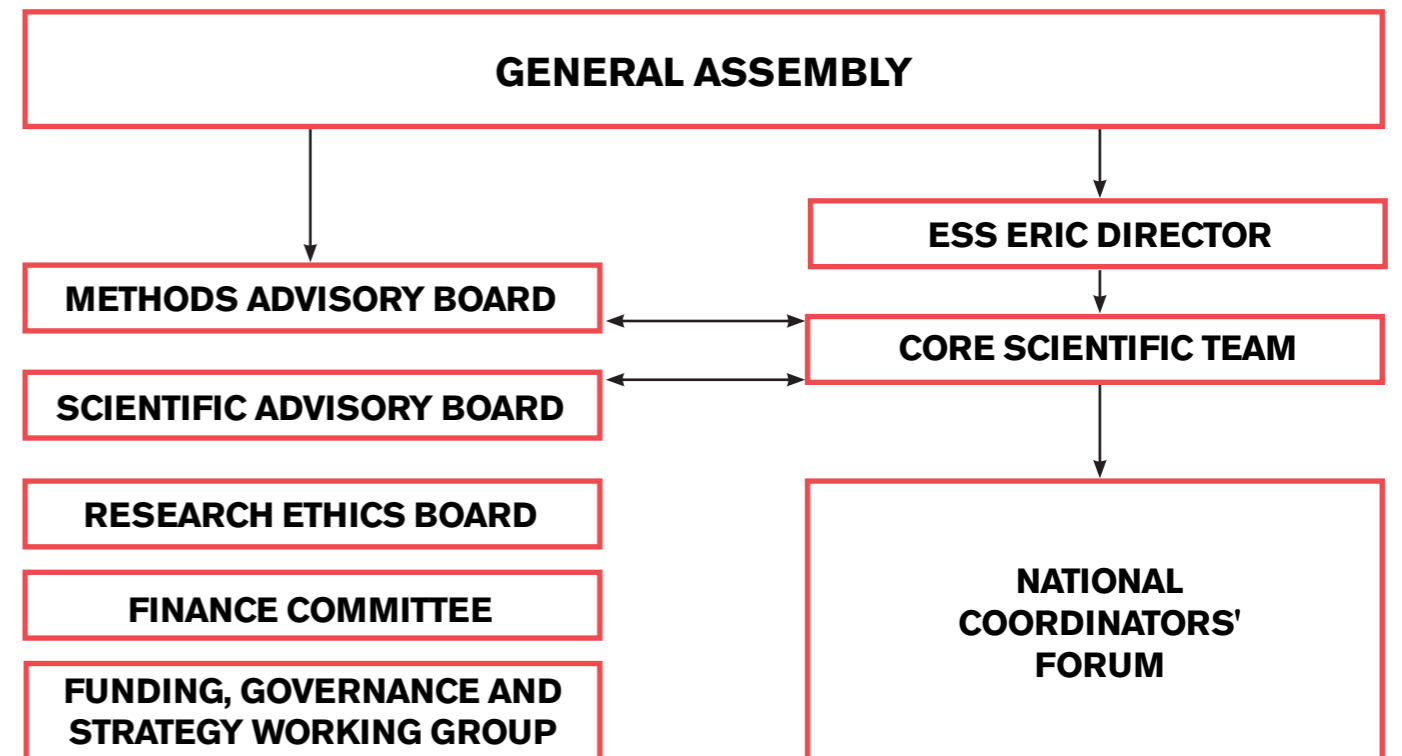 GENERAL ASSEMBLY
ESS ERIC DIRECTOR
METHODS ADVISORY BOARD
CORE SCIENTIFIC TEAM
SCIENTIFIC ADVISORY BOARD
RESEARCH ETHICS BOARD
FINANCE COMMITTEE
FUNDING, GOVERNANCE AND
STRATEGY WORKING GROUP
NATIONAL
COORDINATORS'
FORUM